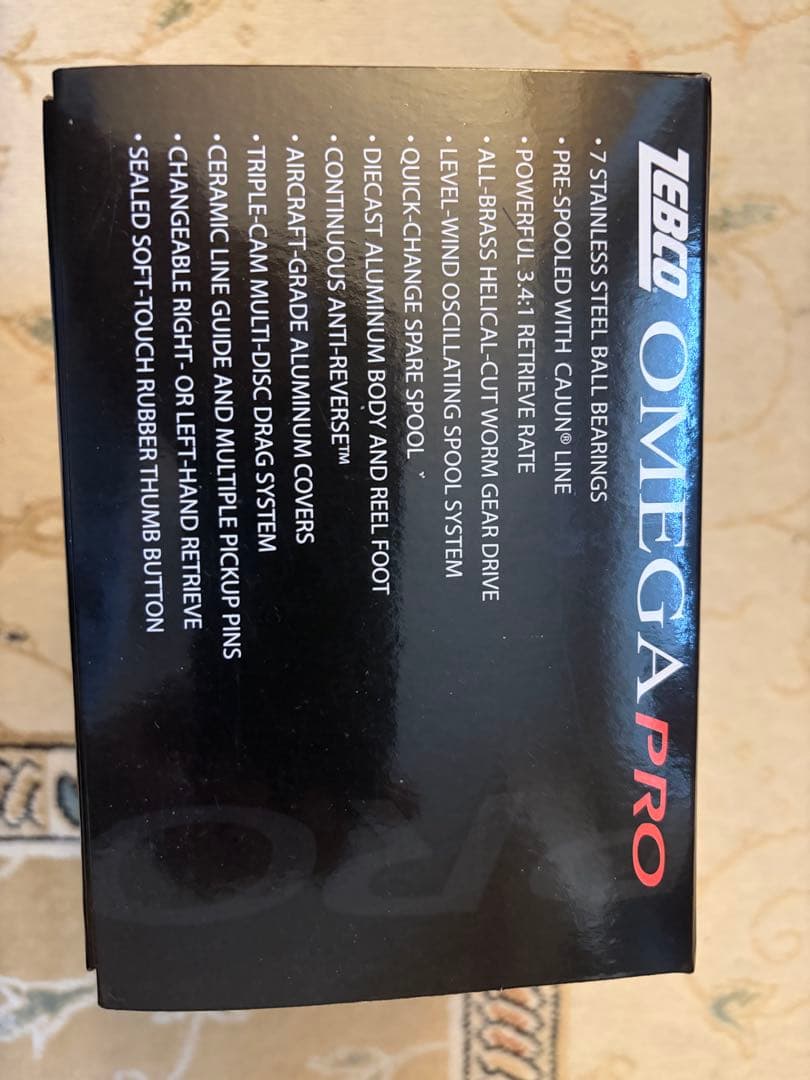 ZEBCO OMEGA PRO
• 7 STAINLESS STEEL BALL BEARINGS
• PRE-SPOOLED WITH CAJUN® LINE
• POWERFUL 3.4:1 RETRIEVE RATE
• ALL-BRASS HELICAL-CUT WORM GEAR DRIVE
• LEVEL-WIND OSCILLATING SPOOL SYSTEM
• QUICK-CHANGE SPARE SPOOL
• DIECAST ALUMINUM BODY AND REEL FOOT
• CONTINUOUS ANTI-REVERSE™
• AIRCRAFT-GRADE ALUMINUM COVERS
• TRIPLE-CAM MULTI-DISC DRAG SYSTEM
• CERAMIC LINE GUIDE AND MULTIPLE PICKUP PINS
• CHANGEABLE RIGHT- OR LEFT-HAND RETRIEVE
• SEALED SOFT-TOUCH RUBBER THUMB BUTTON
PRO